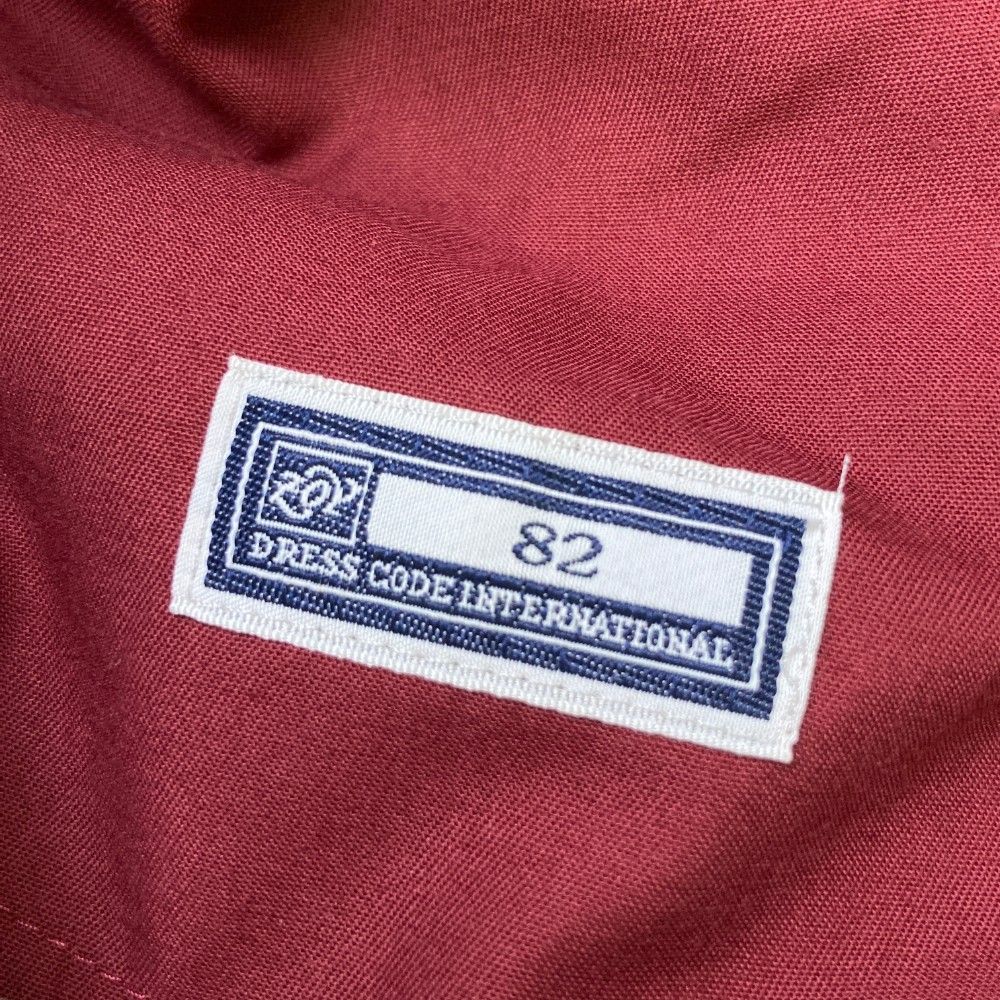 82
DRESS CODE INTERNATIONAL